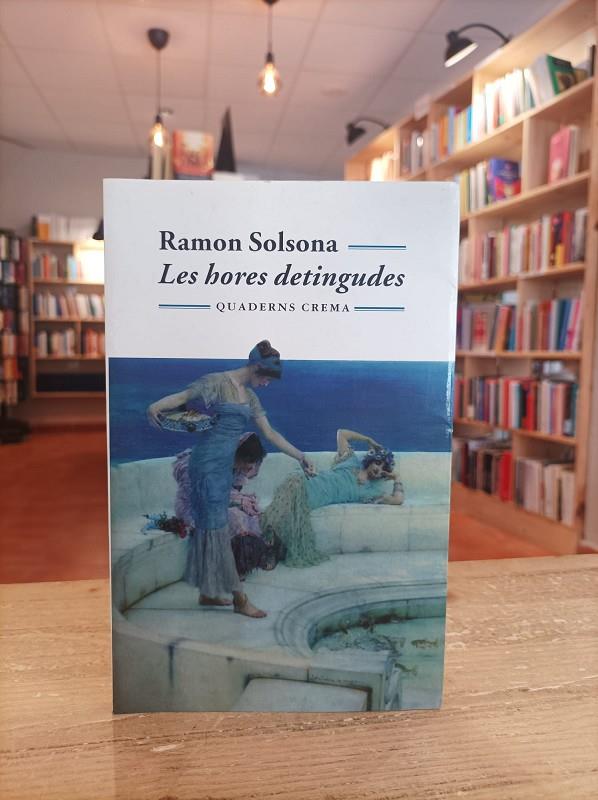 Ramon Solsona
Les hores detingudes
QUADERNS CREMA